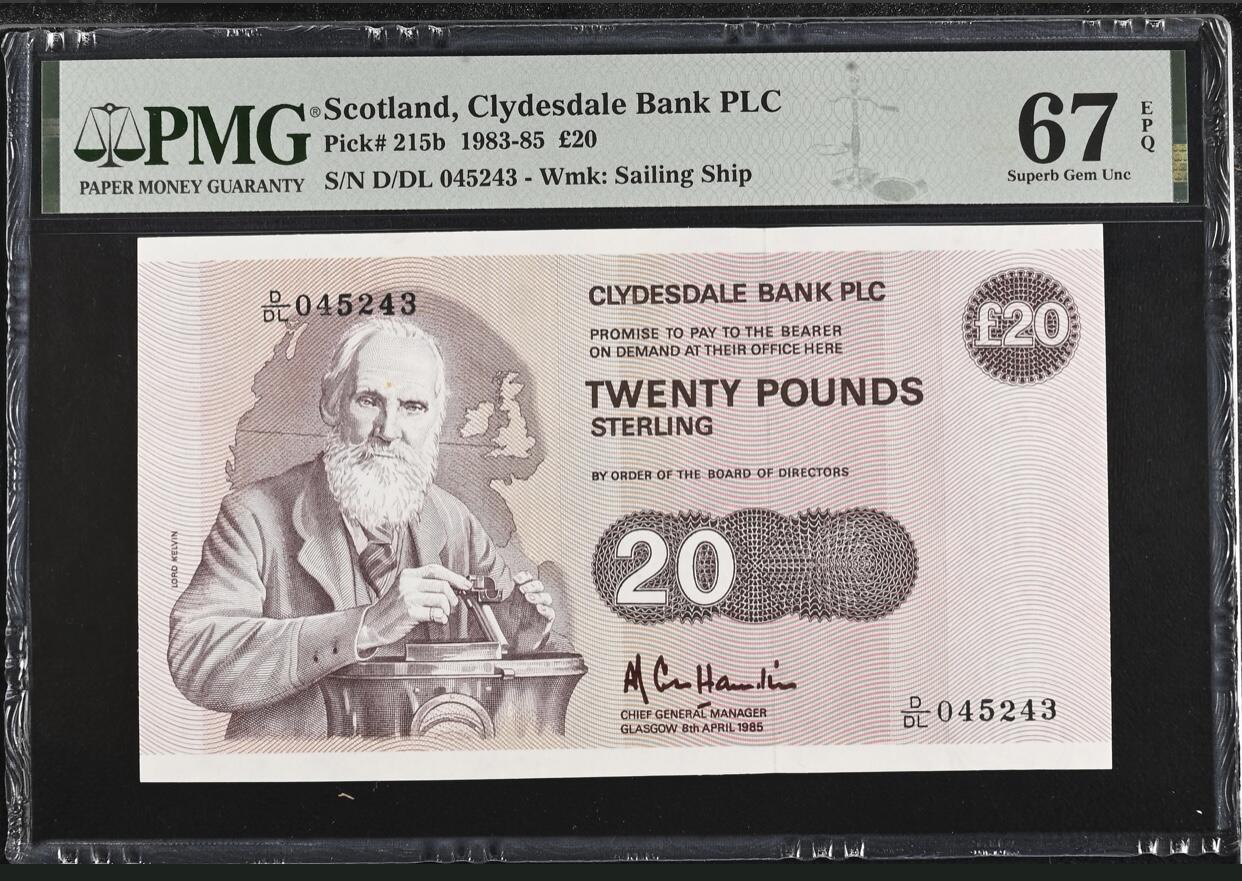 PMG® Scotland, Clydesdale Bank PLC
Pick# 215b 1983-85 £20
S/N D/DL 045243 - Wmk: Sailing Ship
PAPER MONEY GUARANTY
67 EPQ
Superb Gem Unc
D/DL 045243
CLYDESDALE BANK PLC
£20
PROMISE TO PAY TO THE BEARER
ON DEMAND AT THEIR OFFICE HERE
TWENTY POUNDS
STERLING
BY ORDER OF THE BOARD OF DIRECTORS
LORD KELVIN
20
CHIEF GENERAL MANAGER
GLASGOW 8th APRIL 1985
D/DL 045243